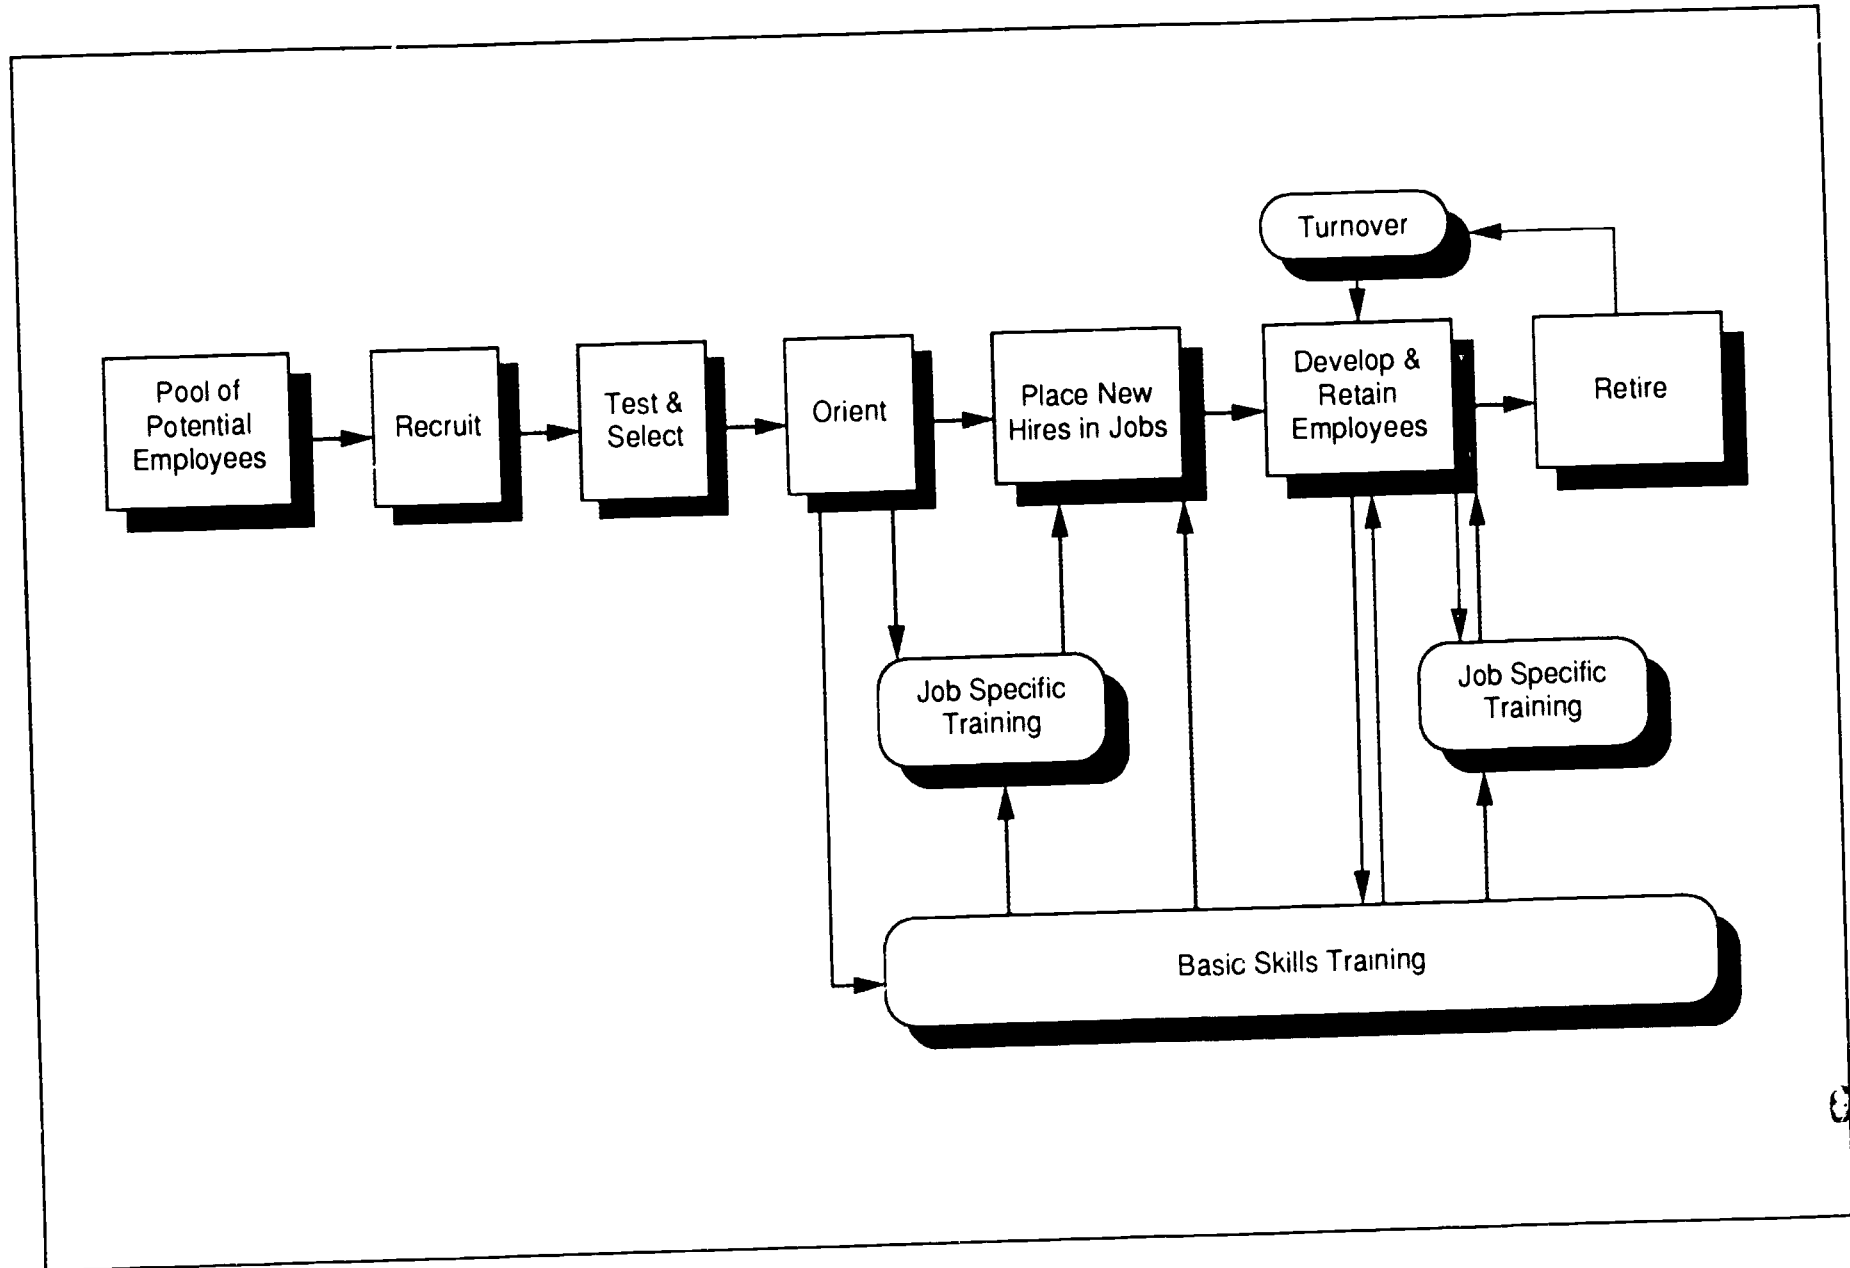 Turnover
Pool of
Potential
Employees
Recruit
Test &
Select
Orient
Place New
Hires in Jobs
Develop &
Retain
Employees
Retire
Job Specific
Training
Job Specific
Training
Basic Skills Training